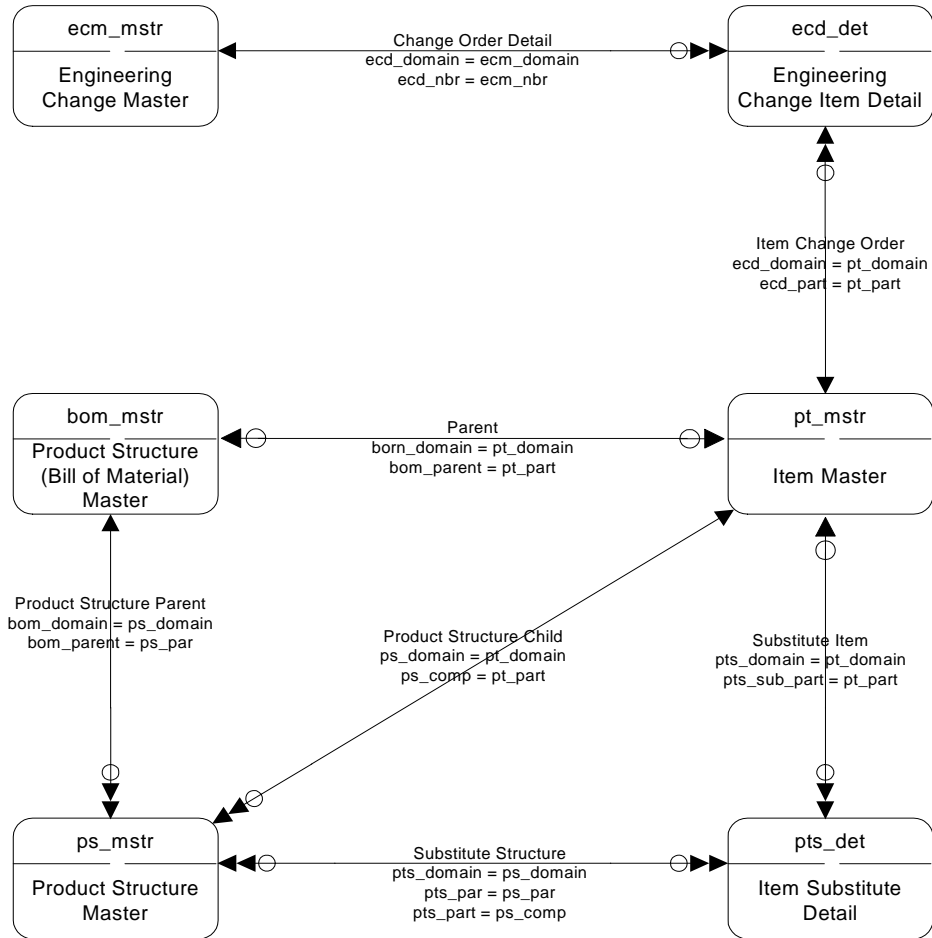 ecm_mstr
Engineering
Change Master
Change Order Detail
ecd_domain = ecm_domain
ecd_nbr = ecm_nbr
ecd_det
Engineering
Change Item Detail
Item Change Order
ecd_domain = pt_domain
ecd_part = pt_part
bom_mstr
Product Structure
(Bill of Material)
Master
Parent
born_domain = pt_domain
bom_parent = pt_part
pt_mstr
Item Master
Product Structure Parent
bom_domain = ps_domain
bom_parent = ps_par
Product Structure Child
ps_domain = pt_domain
ps_comp = pt_part
Substitute Item
pts_domain = pt_domain
pts_sub_part = pt_part
ps_mstr
Product Structure
Master
Substitute Structure
pts_domain = ps_domain
pts_par = ps_par
pts_part = ps_comp
pts_det
Item Substitute
Detail